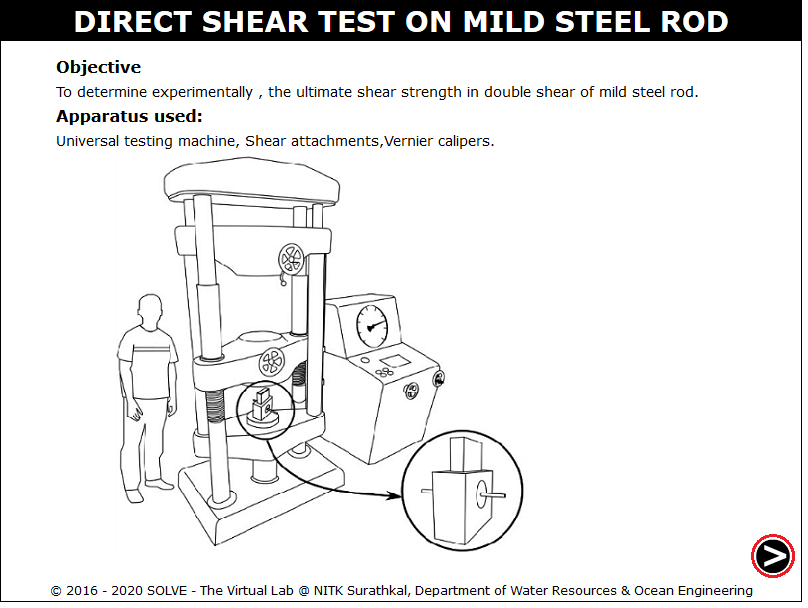 DIRECT SHEAR TEST ON MILD STEEL ROD
Objective
To determine experimentally , the ultimate shear strength in double shear of mild steel rod.
Apparatus used:
Universal testing machine, Shear attachments,Vernier calipers.
© 2016 - 2020 SOLVE - The Virtual Lab @ NITK Surathkal, Department of Water Resources & Ocean Engineering